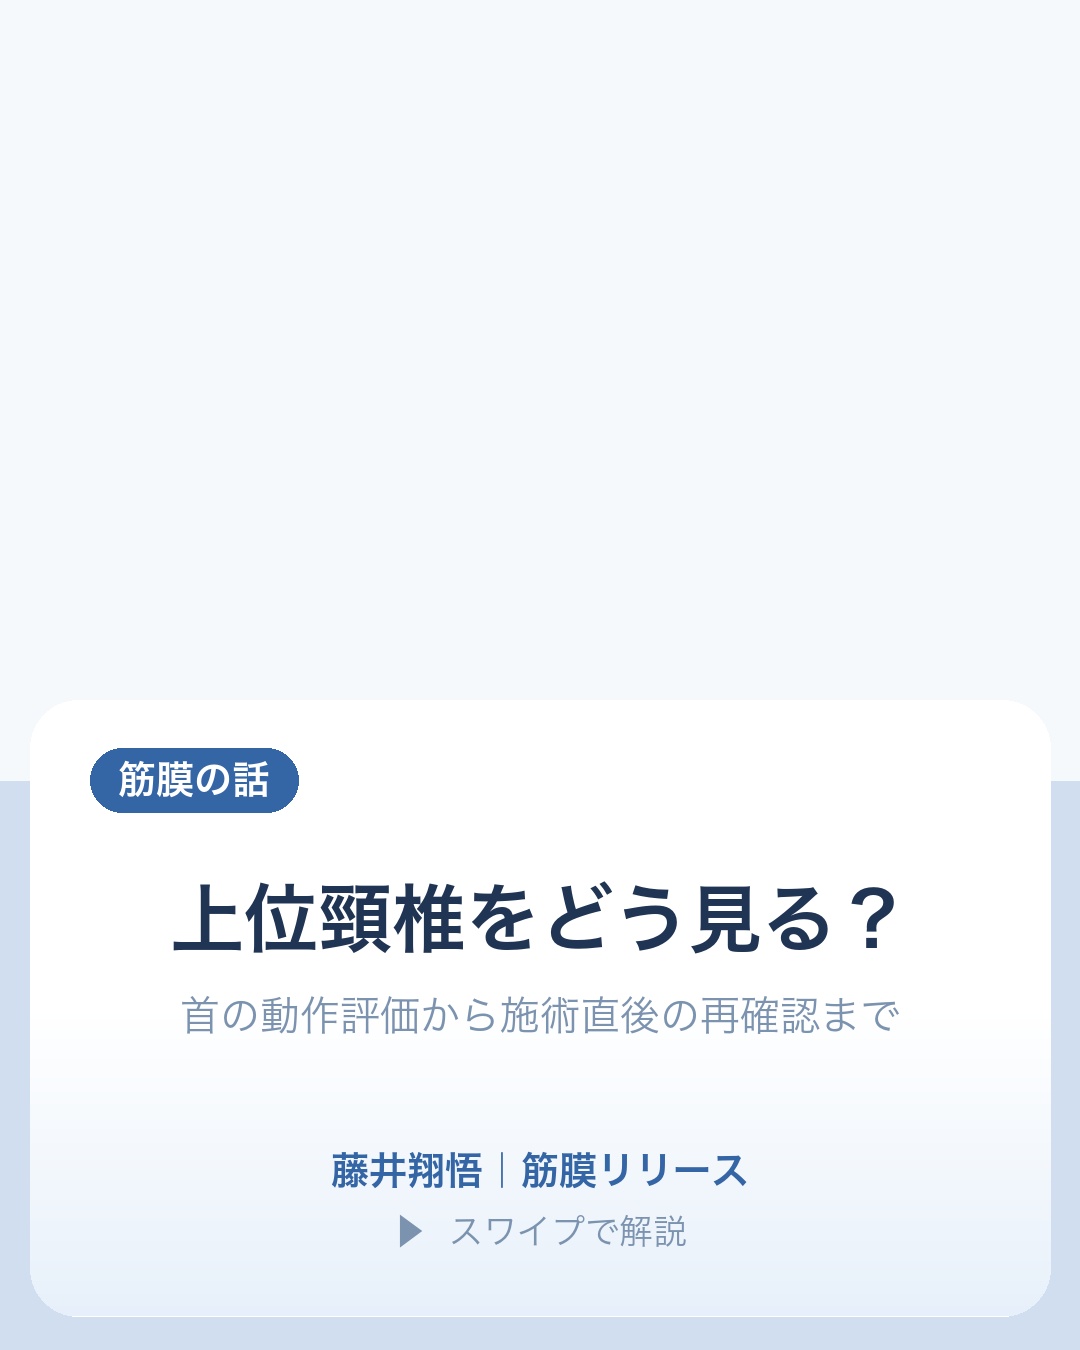 筋膜の話
上位頸椎をどう見る？
首の動作評価から施術直後の再確認まで
藤井翔悟｜筋膜リリース
▶ スワイプで解説